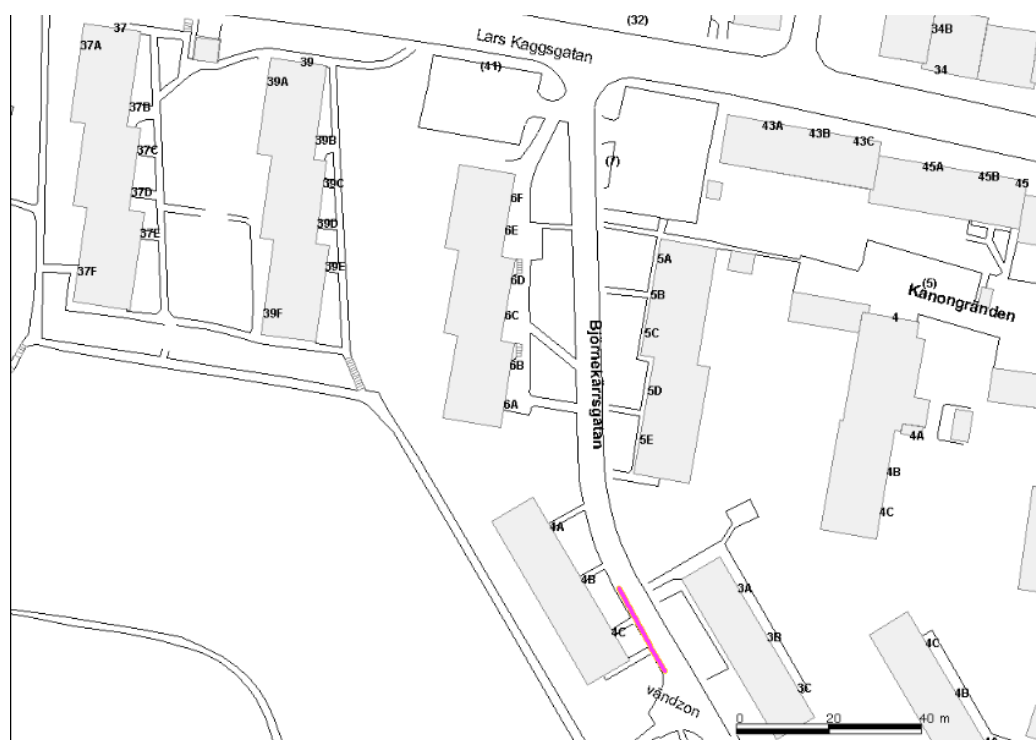 (32)
34B
34
Lars Kaggsgatan
37
37A
37B
37C
37D
37E
37F
39
39A
39B
39C
39D
39E
39F
(41)
(7)
43A
43B
43C
45A
45B
45
6F
6E
6D
6C
6B
6A
Björnekärrsgatan
5A
5B
5C
5D
5E
(5)
Kanongränden
4
4A
4B
4C
4A
4B
4C
3A
3B
3C
4C
4B
4A
vändzon
0 20 40 m